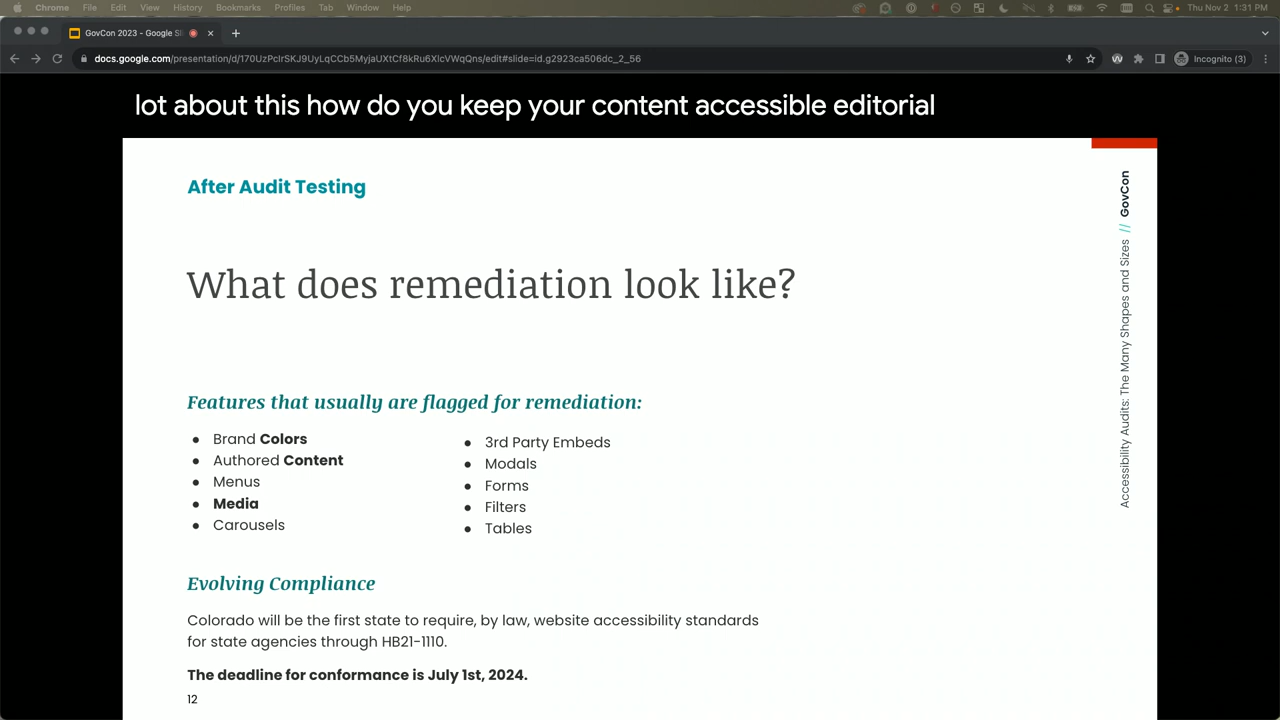 Chrome File Edit View History Bookmarks Profiles Tab Window Help Thu Nov 2 1:31 PM
GovCon 2023 - Google Sl
docs.google.com/presentation/d/170UzPcIrSKJ9UyLqCCb5MyjaUXtCf8kRu6XlcVWqQns/edit#slide=id.g2923ca506dc_2_56 Incognito (3)
lot about this how do you keep your content accessible editorial
After Audit Testing
What does remediation look like?
Features that usually are flagged for remediation:
● Brand Colors
● Authored Content
● Menus
● Media
● Carousels
● 3rd Party Embeds
● Modals
● Forms
● Filters
● Tables
Evolving Compliance
Colorado will be the first state to require, by law, website accessibility standards
for state agencies through HB21-1110.
The deadline for conformance is July 1st, 2024.
12
Accessibility Audits: The Many Shapes and Sizes // GovCon